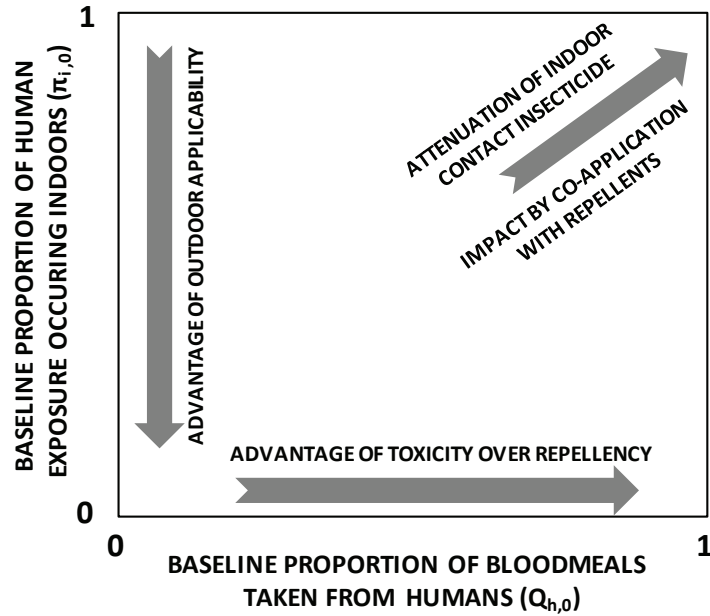 1
BASELINE PROPORTION OF HUMAN
EXPOSURE OCCURING INDOORS (πi,0)
ADVANTAGE OF OUTDOOR APPLICABILITY
ATTENUATION OF INDOOR
CONTACT INSECTICIDE
IMPACT BY CO-APPLICATION
WITH REPELLENTS
ADVANTAGE OF TOXICITY OVER REPELLENCY
0
0
1
BASELINE PROPORTION OF BLOODMEALS
TAKEN FROM HUMANS (Qh,0)